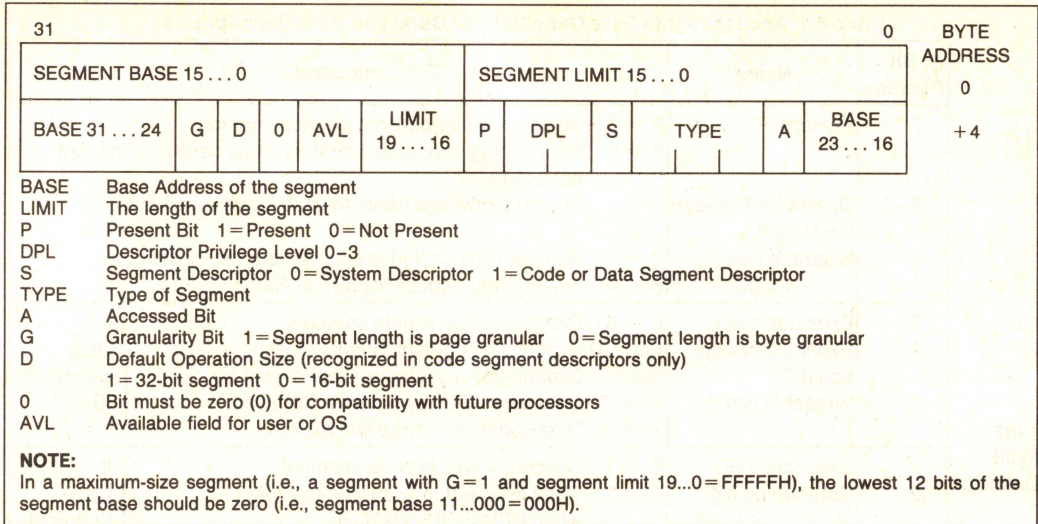 31 0 BYTE
ADDRESS
SEGMENT BASE 15...0 SEGMENT LIMIT 15...0 0
BASE 31...24 G D 0 AVL LIMIT 19...16 P DPL S TYPE A BASE 23...16 +4
BASE Base Address of the segment
LIMIT The length of the segment
P Present Bit 1=Present 0=Not Present
DPL Descriptor Privilege Level 0–3
S Segment Descriptor 0=System Descriptor 1=Code or Data Segment Descriptor
TYPE Type of Segment
A Accessed Bit
G Granularity Bit 1=Segment length is page granular 0=Segment length is byte granular
D Default Operation Size (recognized in code segment descriptors only)
1=32-bit segment 0=16-bit segment
0 Bit must be zero (0) for compatibility with future processors
AVL Available field for user or OS
NOTE:
In a maximum-size segment (i.e., a segment with G=1 and segment limit 19...0=FFFFFH), the lowest 12 bits of the
segment base should be zero (i.e., segment base 11...000=000H).